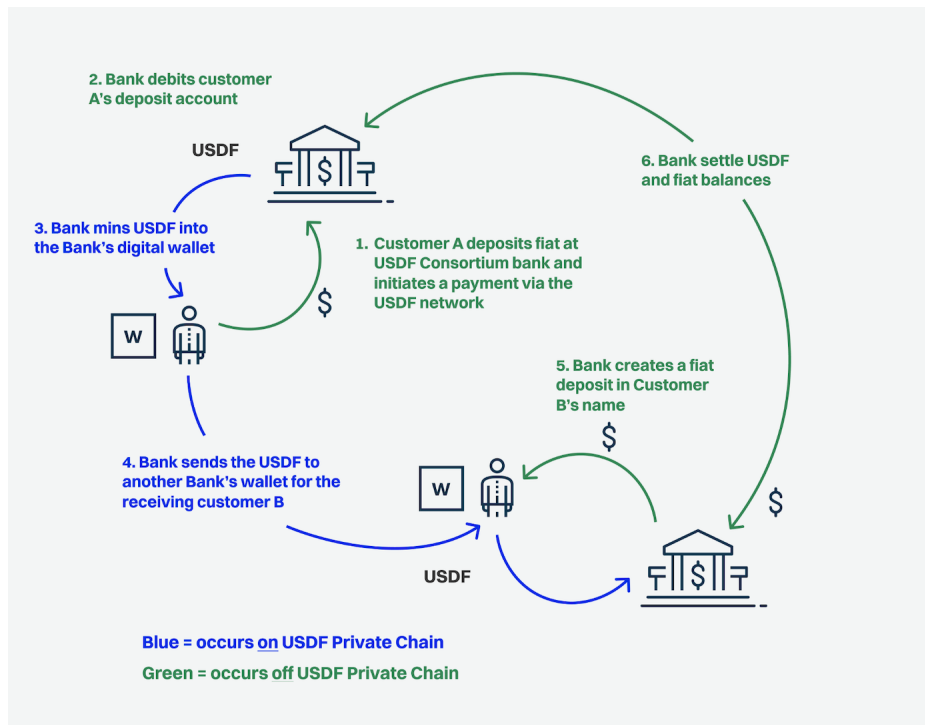 2. Bank debits customer
A's deposit account
USDF
6. Bank settle USDF
and fiat balances
3. Bank mins USDF into
the Bank's digital wallet
1. Customer A deposits fiat at
USDF Consortium bank and
initiates a payment via the
USDF network
$
$
W
5. Bank creates a fiat
deposit in Customer
B's name
$
4. Bank sends the USDF to
another Bank's wallet for the
receiving customer B
W
$
$
USDF
Blue = occurs on USDF Private Chain
Green = occurs off USDF Private Chain